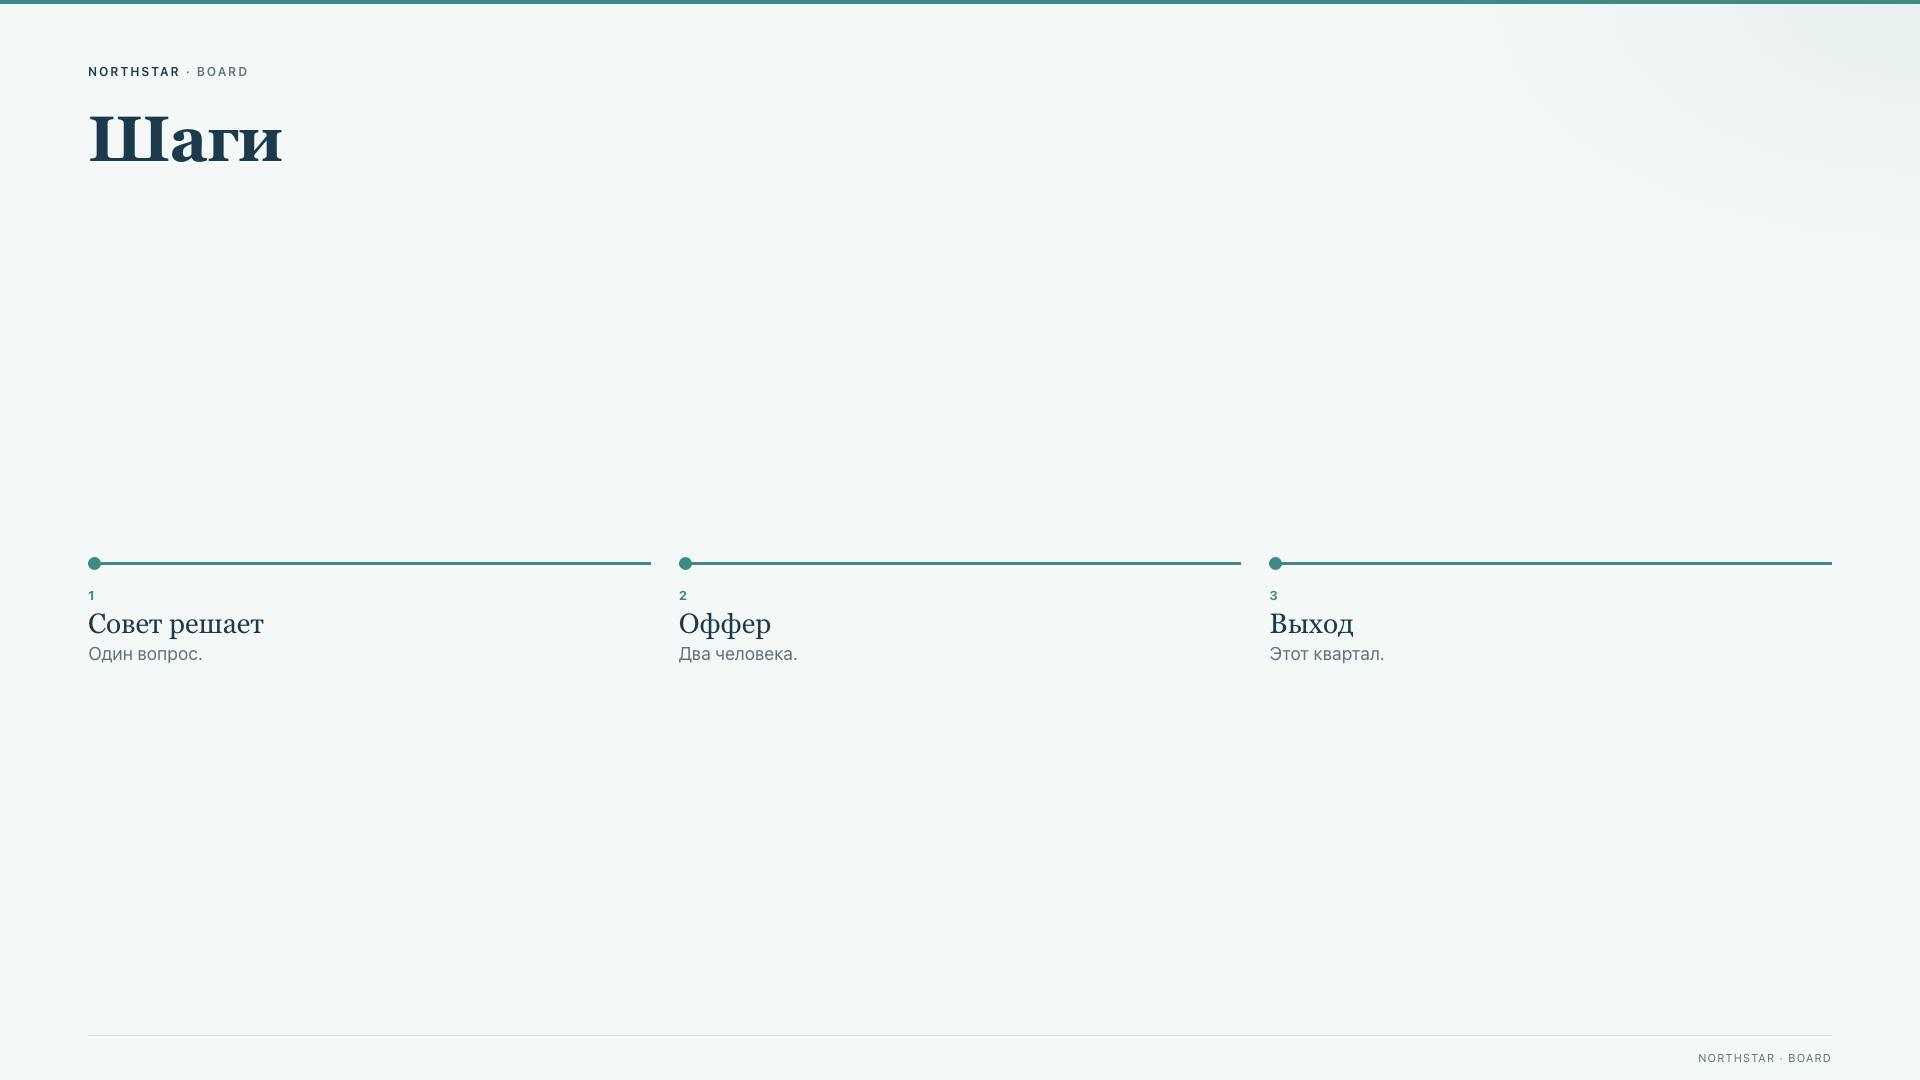 NORTHSTAR · BOARD
Шаги
1
Совет решает
Один вопрос.
2
Оффер
Два человека.
3
Выход
Этот квартал.
NORTHSTAR · BOARD